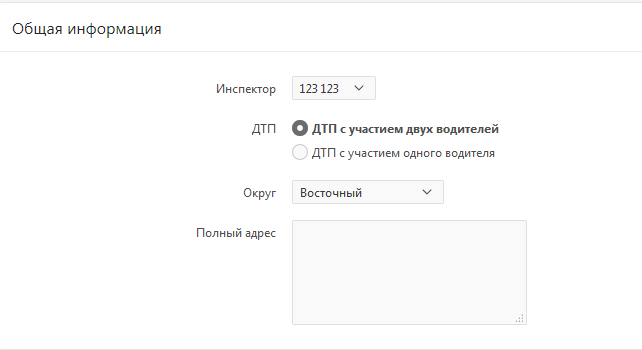 Общая информация
Инспектор 123 123
ДТП ДТП с участием двух водителей
ДТП с участием одного водителя
Округ Восточный
Полный адрес